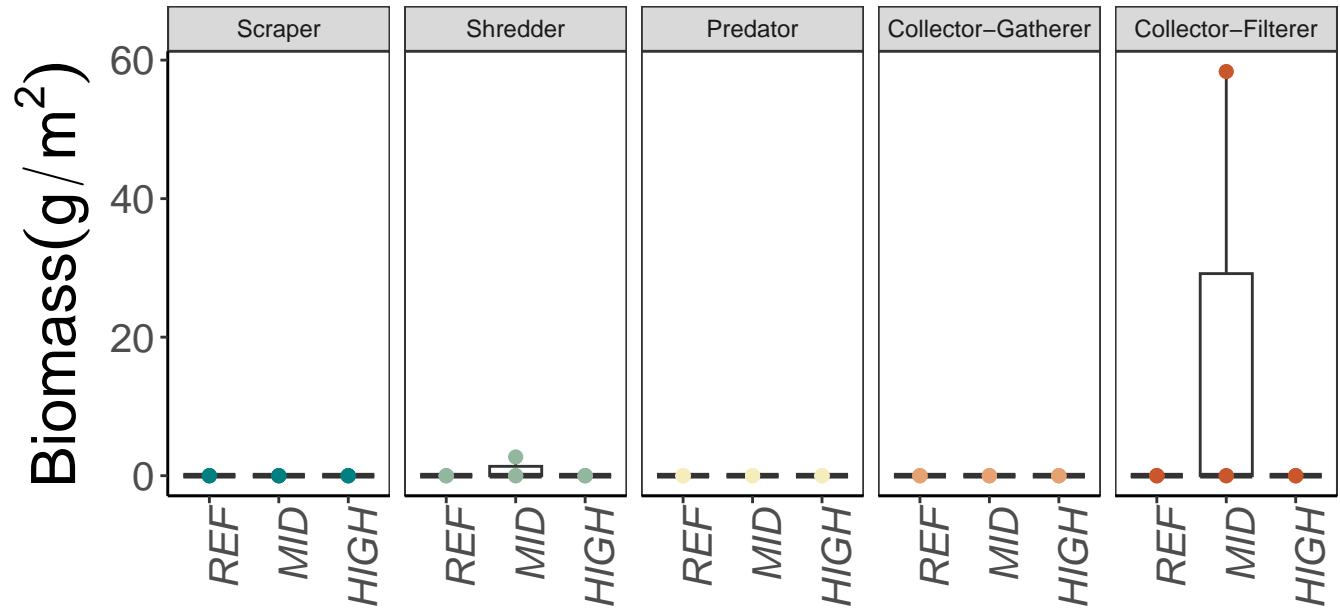 Scraper
Shredder
Predator
Collector−Gatherer
Collector−Filterer
Biomass(g/m²)
60
40
20
0
REF
MID
HIGH
REF
MID
HIGH
REF
MID
HIGH
REF
MID
HIGH
REF
MID
HIGH